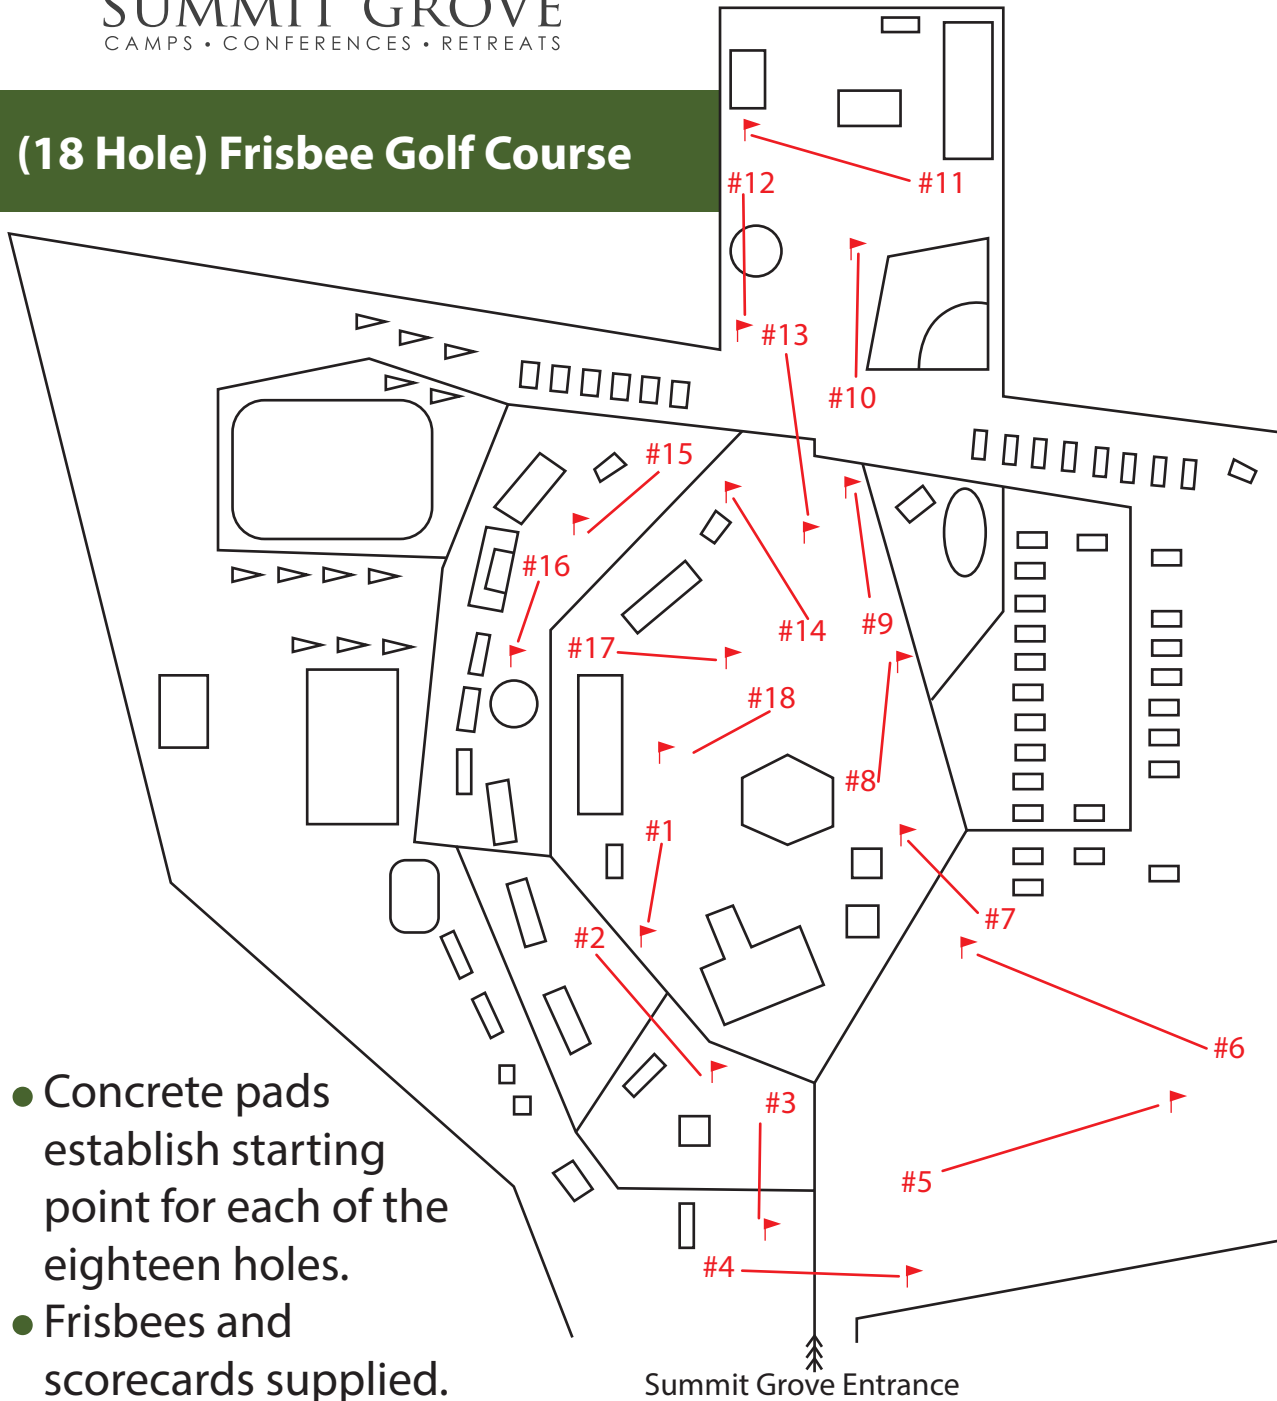 SUMMIT GROVE
CAMPS • CONFERENCES • RETREATS
(18 Hole) Frisbee Golf Course
#12
#11
#13
#10
#15
#16
#14
#9
#17
#18
#8
#1
#7
#2
#6
#3
#5
#4
• Concrete pads
establish starting
point for each of the
eighteen holes.
• Frisbees and
scorecards supplied.
Summit Grove Entrance